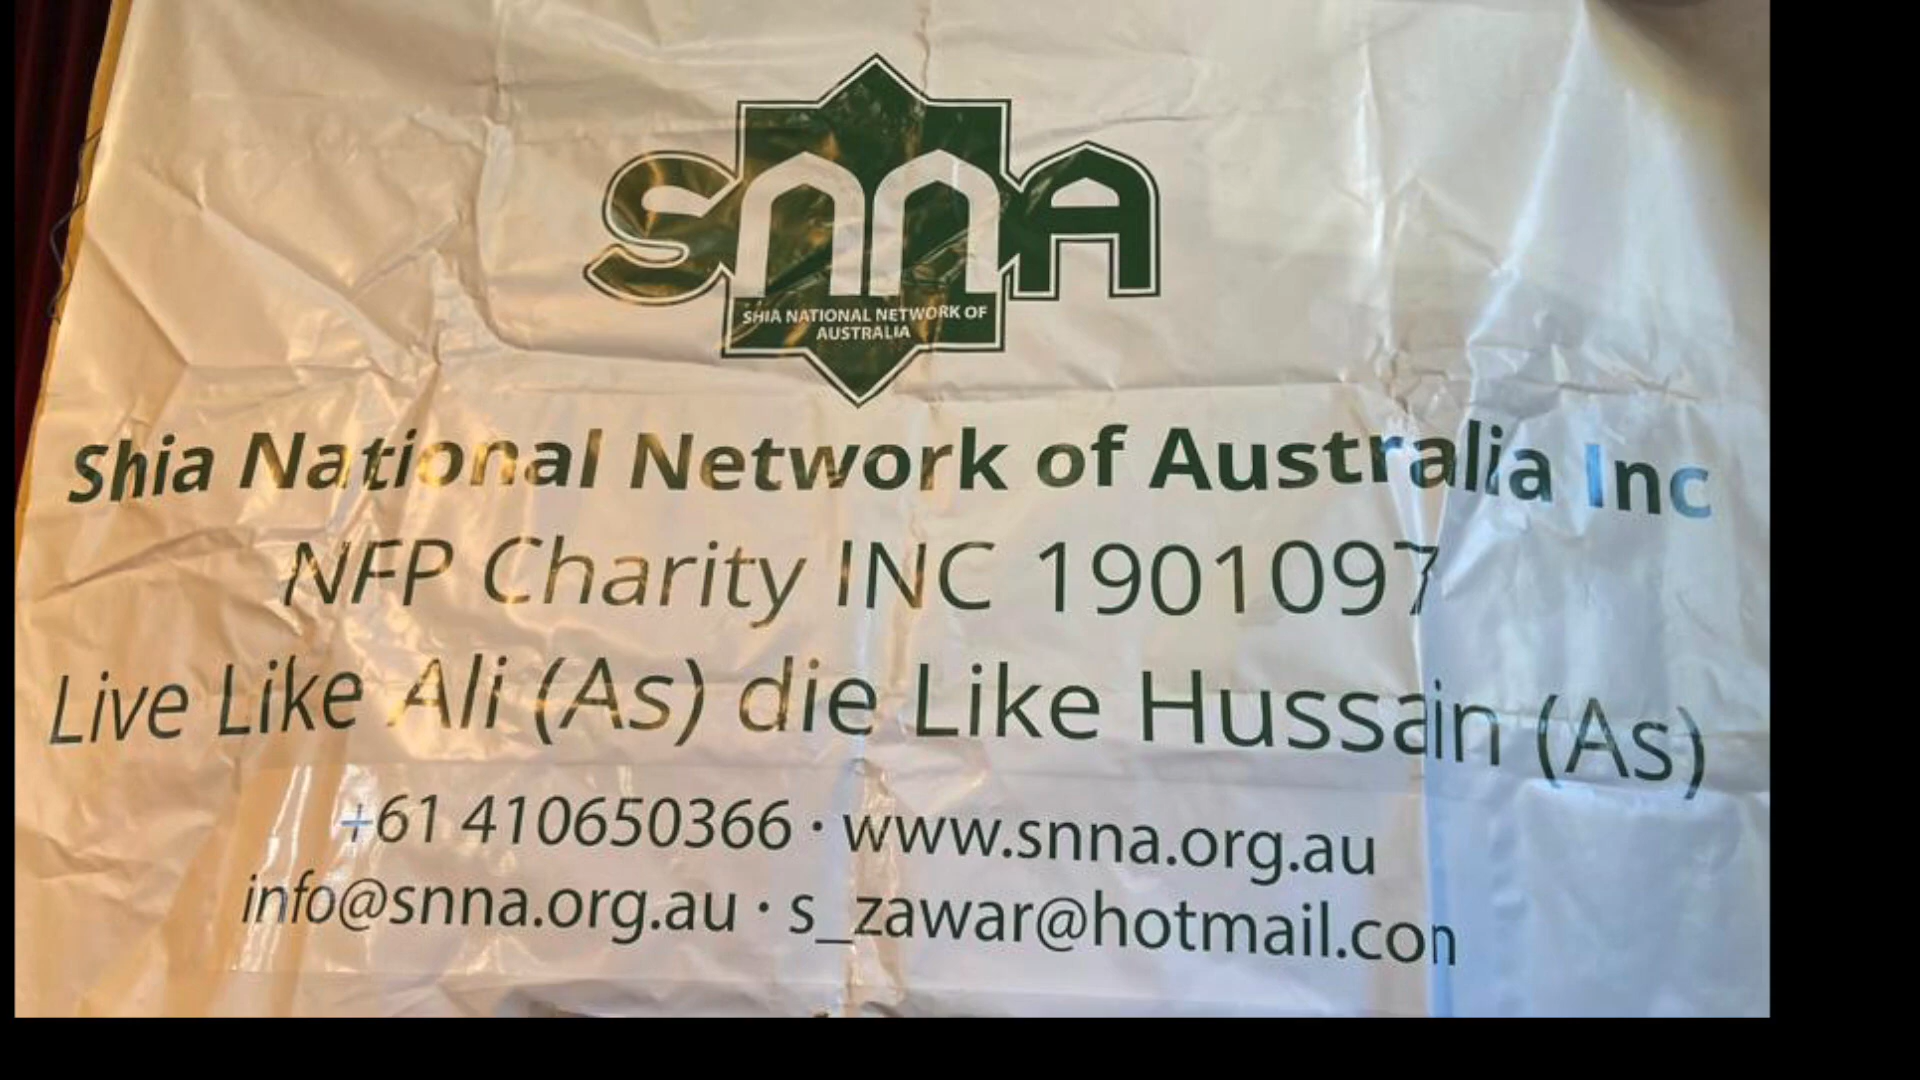 snnA
SHIA NATIONAL NETWORK OF
AUSTRALIA
Shia National Network of Australia Inc
NFP Charity INC 1901097
Live Like Ali (As) die Like Hussain (As)
+61 410650366 · www.snna.org.au
info@snna.org.au · s_zawar@hotmail.con